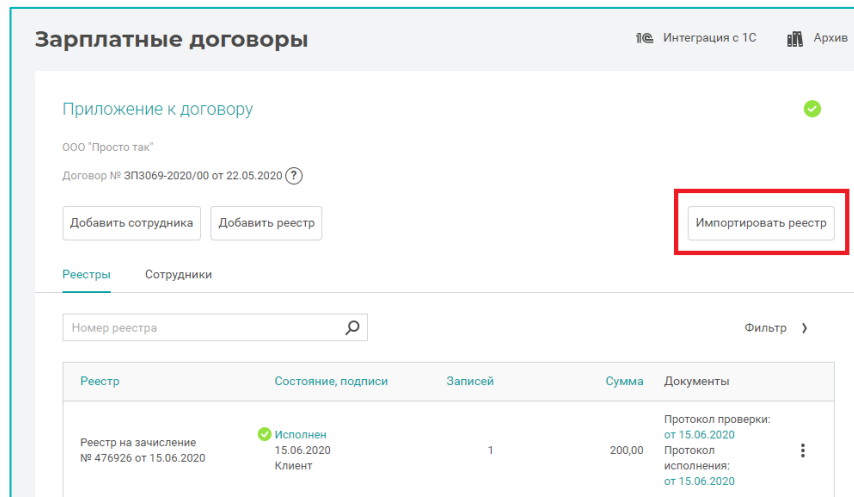 Зарплатные договоры
1С Интеграция с 1С
Архив
Приложение к договору
ООО "Просто так"
Договор № ЗП3069-2020/00 от 22.05.2020 ?
Добавить сотрудника
Добавить реестр
Импортировать реестр
Реестры
Сотрудники
Номер реестра
Фильтр
Реестр
Состояние, подписи
Записей
Сумма
Документы
Реестр на зачисление
№ 476926 от 15.06.2020
Исполнен
15.06.2020
Клиент
1
200,00
Протокол проверки:
от 15.06.2020
Протокол
исполнения:
от 15.06.2020